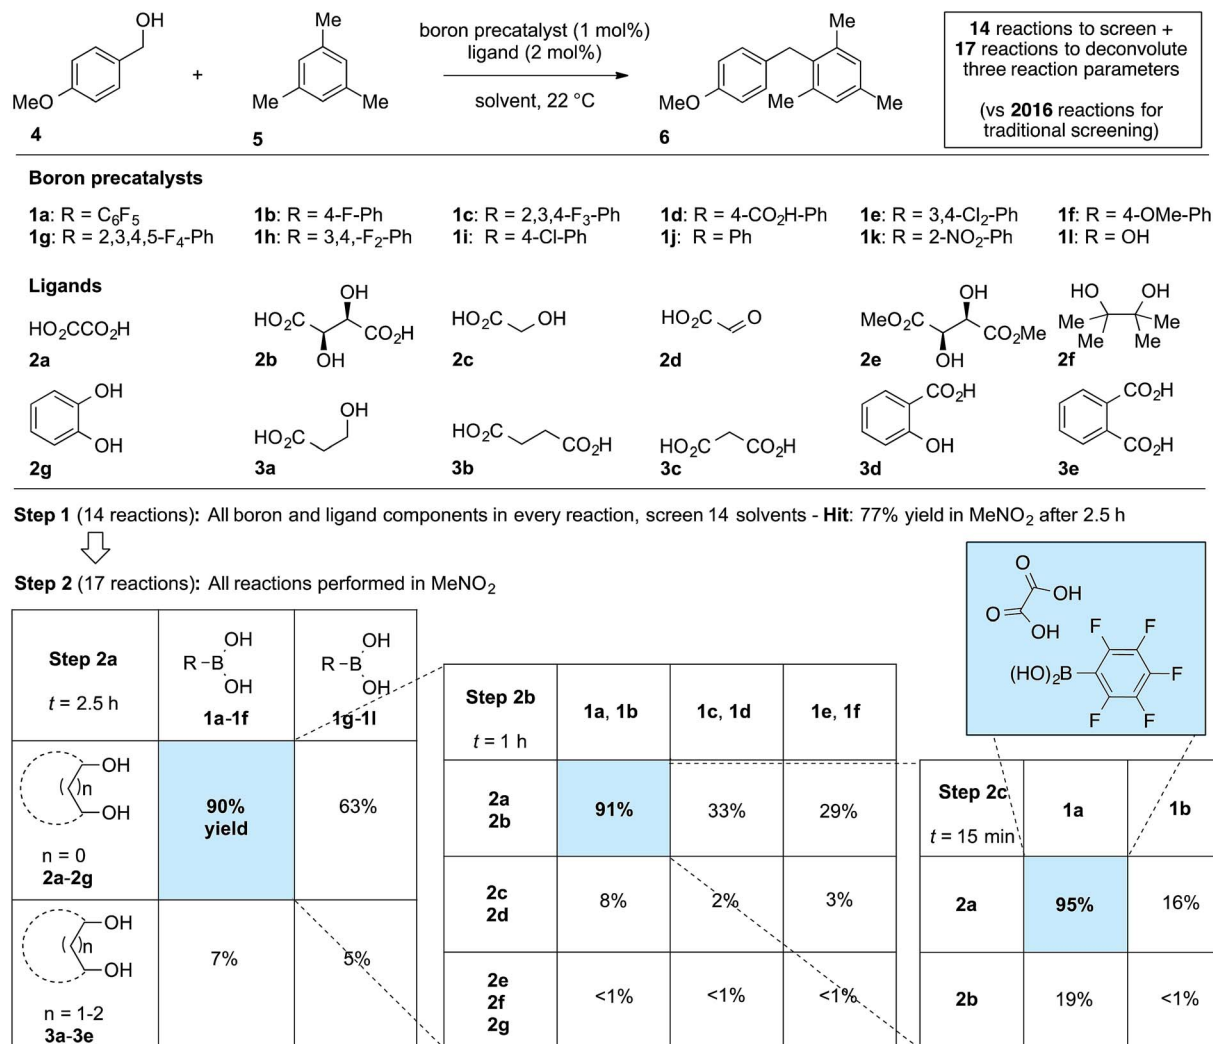 OH
MeO
4
+
Me
Me
Me
5
boron precatalyst (1 mol%)
ligand (2 mol%)
solvent, 22 °C
Me
MeO
Me
Me
6
14 reactions to screen +
17 reactions to deconvolute
three reaction parameters
(vs 2016 reactions for
traditional screening)
Boron precatalysts
1a: R = C₆F₅
1b: R = 4-F-Ph
1c: R = 2,3,4-F₃-Ph
1d: R = 4-CO₂H-Ph
1e: R = 3,4-Cl₂-Ph
1f: R = 4-OMe-Ph
1g: R = 2,3,4,5-F₄-Ph
1h: R = 3,4,-F₂-Ph
1i: R = 4-Cl-Ph
1j: R = Ph
1k: R = 2-NO₂-Ph
1l: R = OH
Ligands
HO₂CCO₂H
2a
OH
HO₂C
CO₂H
OH
2b
HO₂C
OH
2c
HO₂C
O
2d
OH
MeO₂C
CO₂Me
OH
2e
HO OH
Me Me
Me Me
2f
OH
OH
2g
OH
HO₂C
3a
HO₂C
CO₂H
3b
HO₂C CO₂H
3c
CO₂H
OH
3d
CO₂H
CO₂H
3e
Step 1 (14 reactions): All boron and ligand components in every reaction, screen 14 solvents - Hit: 77% yield in MeNO₂ after 2.5 h
Step 2 (17 reactions): All reactions performed in MeNO₂
Step 2a
t = 2.5 h
OH
R-B
OH
1a-1f
OH
R-B
OH
1g-1l
OH
( )n
OH
n = 0
2a-2g
90%
yield
63%
OH
( )n
OH
n = 1-2
3a-3e
7%
5%
Step 2b
t = 1 h
1a, 1b
1c, 1d
1e, 1f
2a
2b
91%
33%
29%
2c
2d
8%
2%
3%
2e
2f
2g
<1%
<1%
<1%
O
OH
O
OH
F
F
F
(HO)₂B
F
F
Step 2c
t = 15 min
1a
1b
2a
95%
16%
2b
19%
<1%